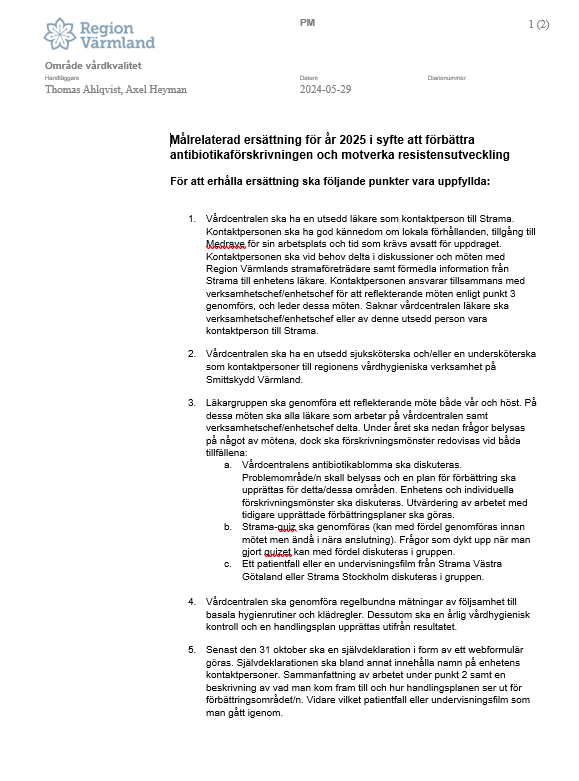 Region
Värmland
PM
1 (2)
Område vårdkvalitet
Handläggare
Datum
Diarienummer
Thomas Ahlqvist, Axel Heyman
2024-05-29
Målrelaterad ersättning för år 2025 i syfte att förbättra
antibiotikaförskrivningen och motverka resistensutveckling
För att erhålla ersättning ska följande punkter vara uppfyllda:
1. Vårdcentralen ska ha en utsedd läkare som kontaktperson till Strama.
Kontaktpersonen ska ha god kännedom om lokala förhållanden, tillgång till
Medrave för sin arbetsplats och tid som krävs avsatt för uppdraget.
Kontaktpersonen ska vid behov delta i diskussioner och möten med
Region Värmlands stramaföreträdare samt förmedla information från
Strama till enhetens läkare. Kontaktpersonen ansvarar tillsammans med
verksamhetschef/enhetschef för att reflekterande möten enligt punkt 3
genomförs, och leder dessa möten. Saknar vårdcentralen läkare ska
verksamhetschef/enhetschef eller av denne utsedd person vara
kontaktperson till Strama.
2. Vårdcentralen ska ha en utsedd sjuksköterska och/eller en undersköterska
som kontaktpersoner till regionens vårdhygieniska verksamhet på
Smittskydd Värmland.
3. Läkargruppen ska genomföra ett reflekterande möte både vår och höst. På
dessa möten ska alla läkare som arbetar på vårdcentralen samt
verksamhetschef/enhetschef delta. Under året ska nedan frågor belysas
på något av mötena, dock ska förskrivningsmönster redovisas vid båda
tillfällena:
a. Vårdcentralens antibiotikablomma ska diskuteras.
Problemområde/n skall belysas och en plan för förbättring ska
upprättas för detta/dessa områden. Enhetens och individuella
förskrivningsmönster ska diskuteras. Utvärdering av arbetet med
tidigare upprättade förbättringsplaner ska göras.
b. Strama-quiz ska genomföras (kan med fördel genomföras innan
mötet men ändå i nära anslutning). Frågor som dykt upp när man
gjort quizet kan med fördel diskuteras i gruppen.
c. Ett patientfall eller en undervisningsfilm från Strama Västra
Götaland eller Strama Stockholm diskuteras i gruppen.
4. Vårdcentralen ska genomföra regelbundna mätningar av följsamhet till
basala hygienrutiner och klädregler. Dessutom ska en årlig vårdhygienisk
kontroll och en handlingsplan upprättas utifrån resultatet.
5. Senast den 31 oktober ska en självdeklaration i form av ett webformulär
göras. Självdeklarationen ska bland annat innehålla namn på enhetens
kontaktpersoner. Sammanfattning av arbetet under punkt 2 samt en
beskrivning av vad man kom fram till och hur handlingsplanen ser ut för
förbättringsområdet/n. Vidare vilket patientfall eller undervisningsfilm som
man gått igenom.